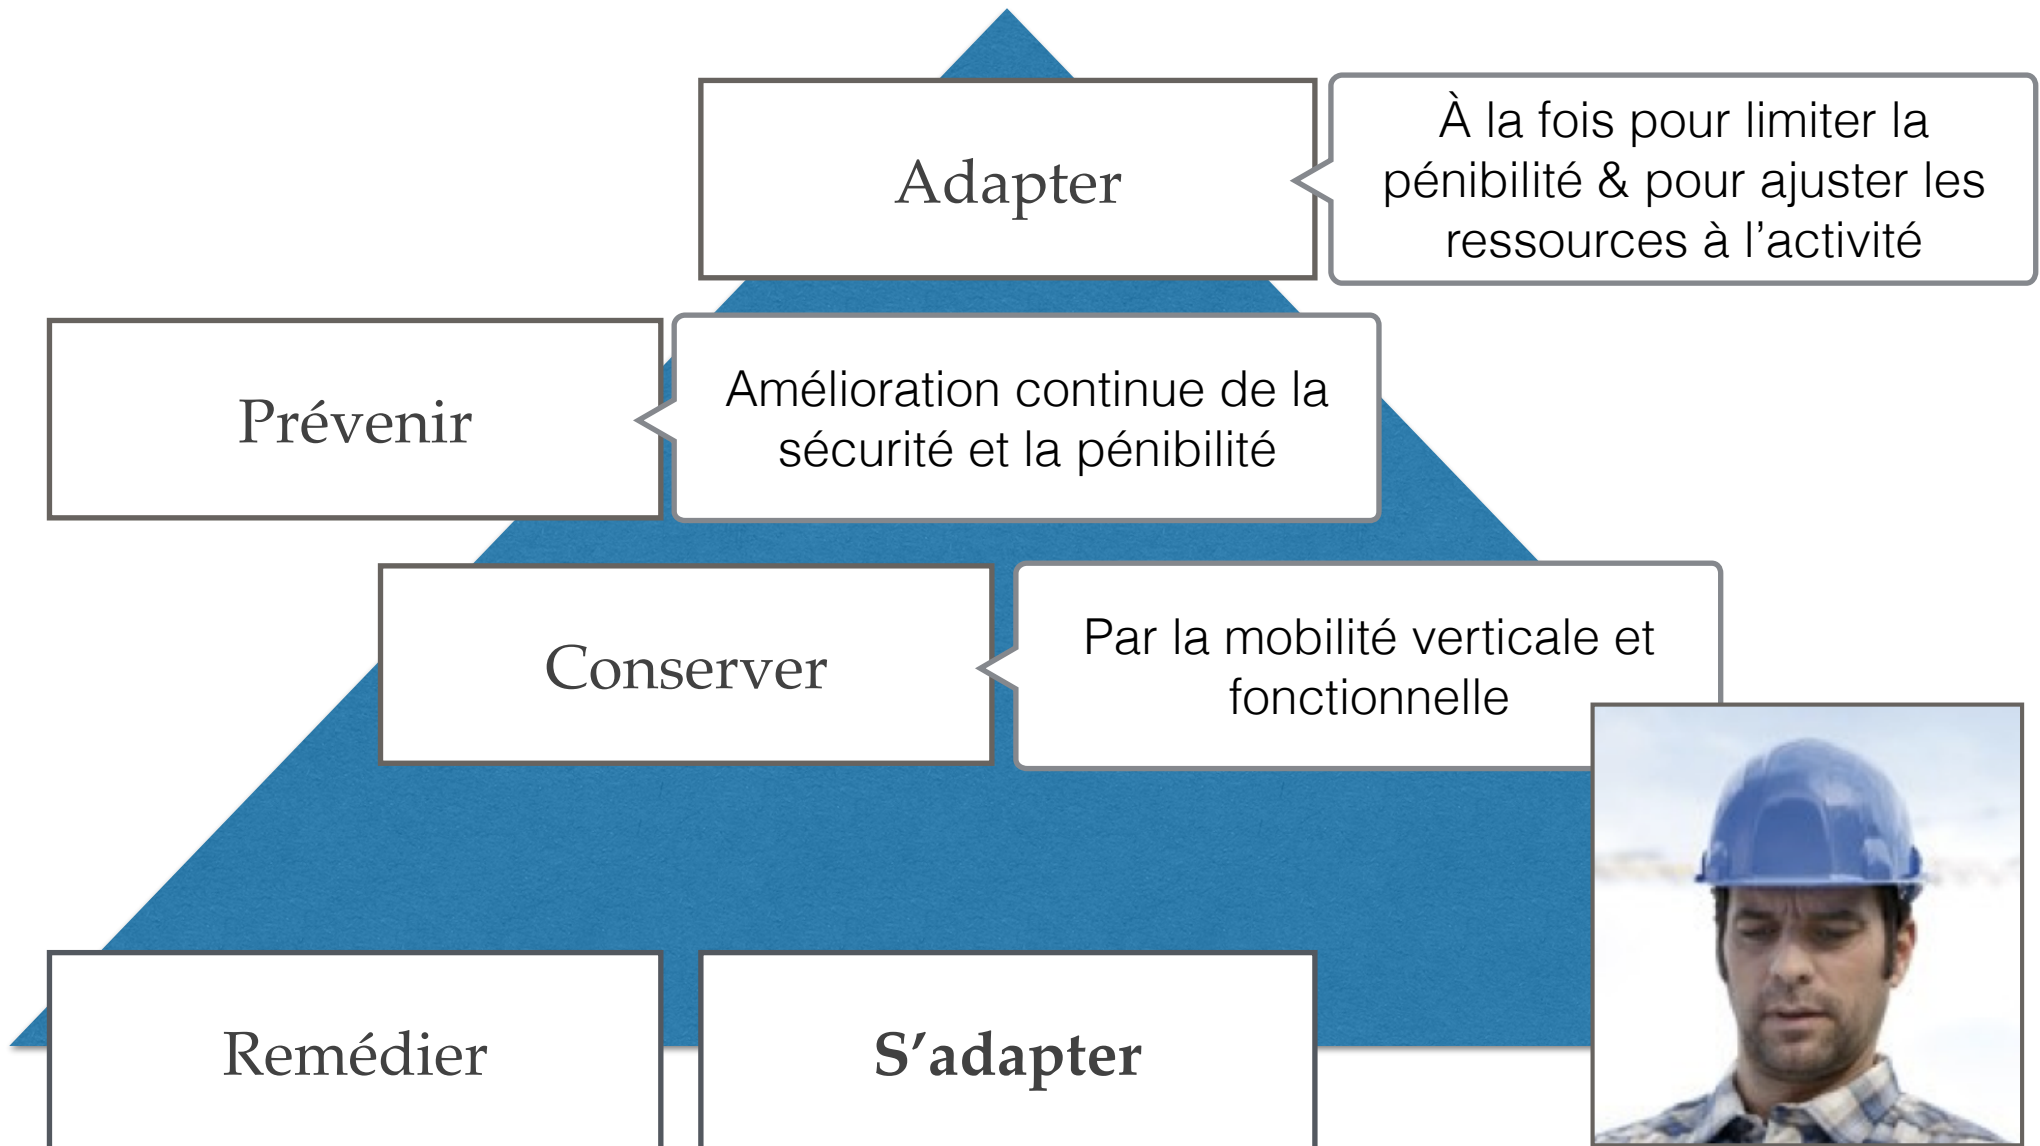 Adapter
À la fois pour limiter la
pénibilité & pour ajuster les
ressources à l’activité
Prévenir
Amélioration continue de la
sécurité et la pénibilité
Conserver
Par la mobilité verticale et
fonctionnelle
Remédier
S’adapter